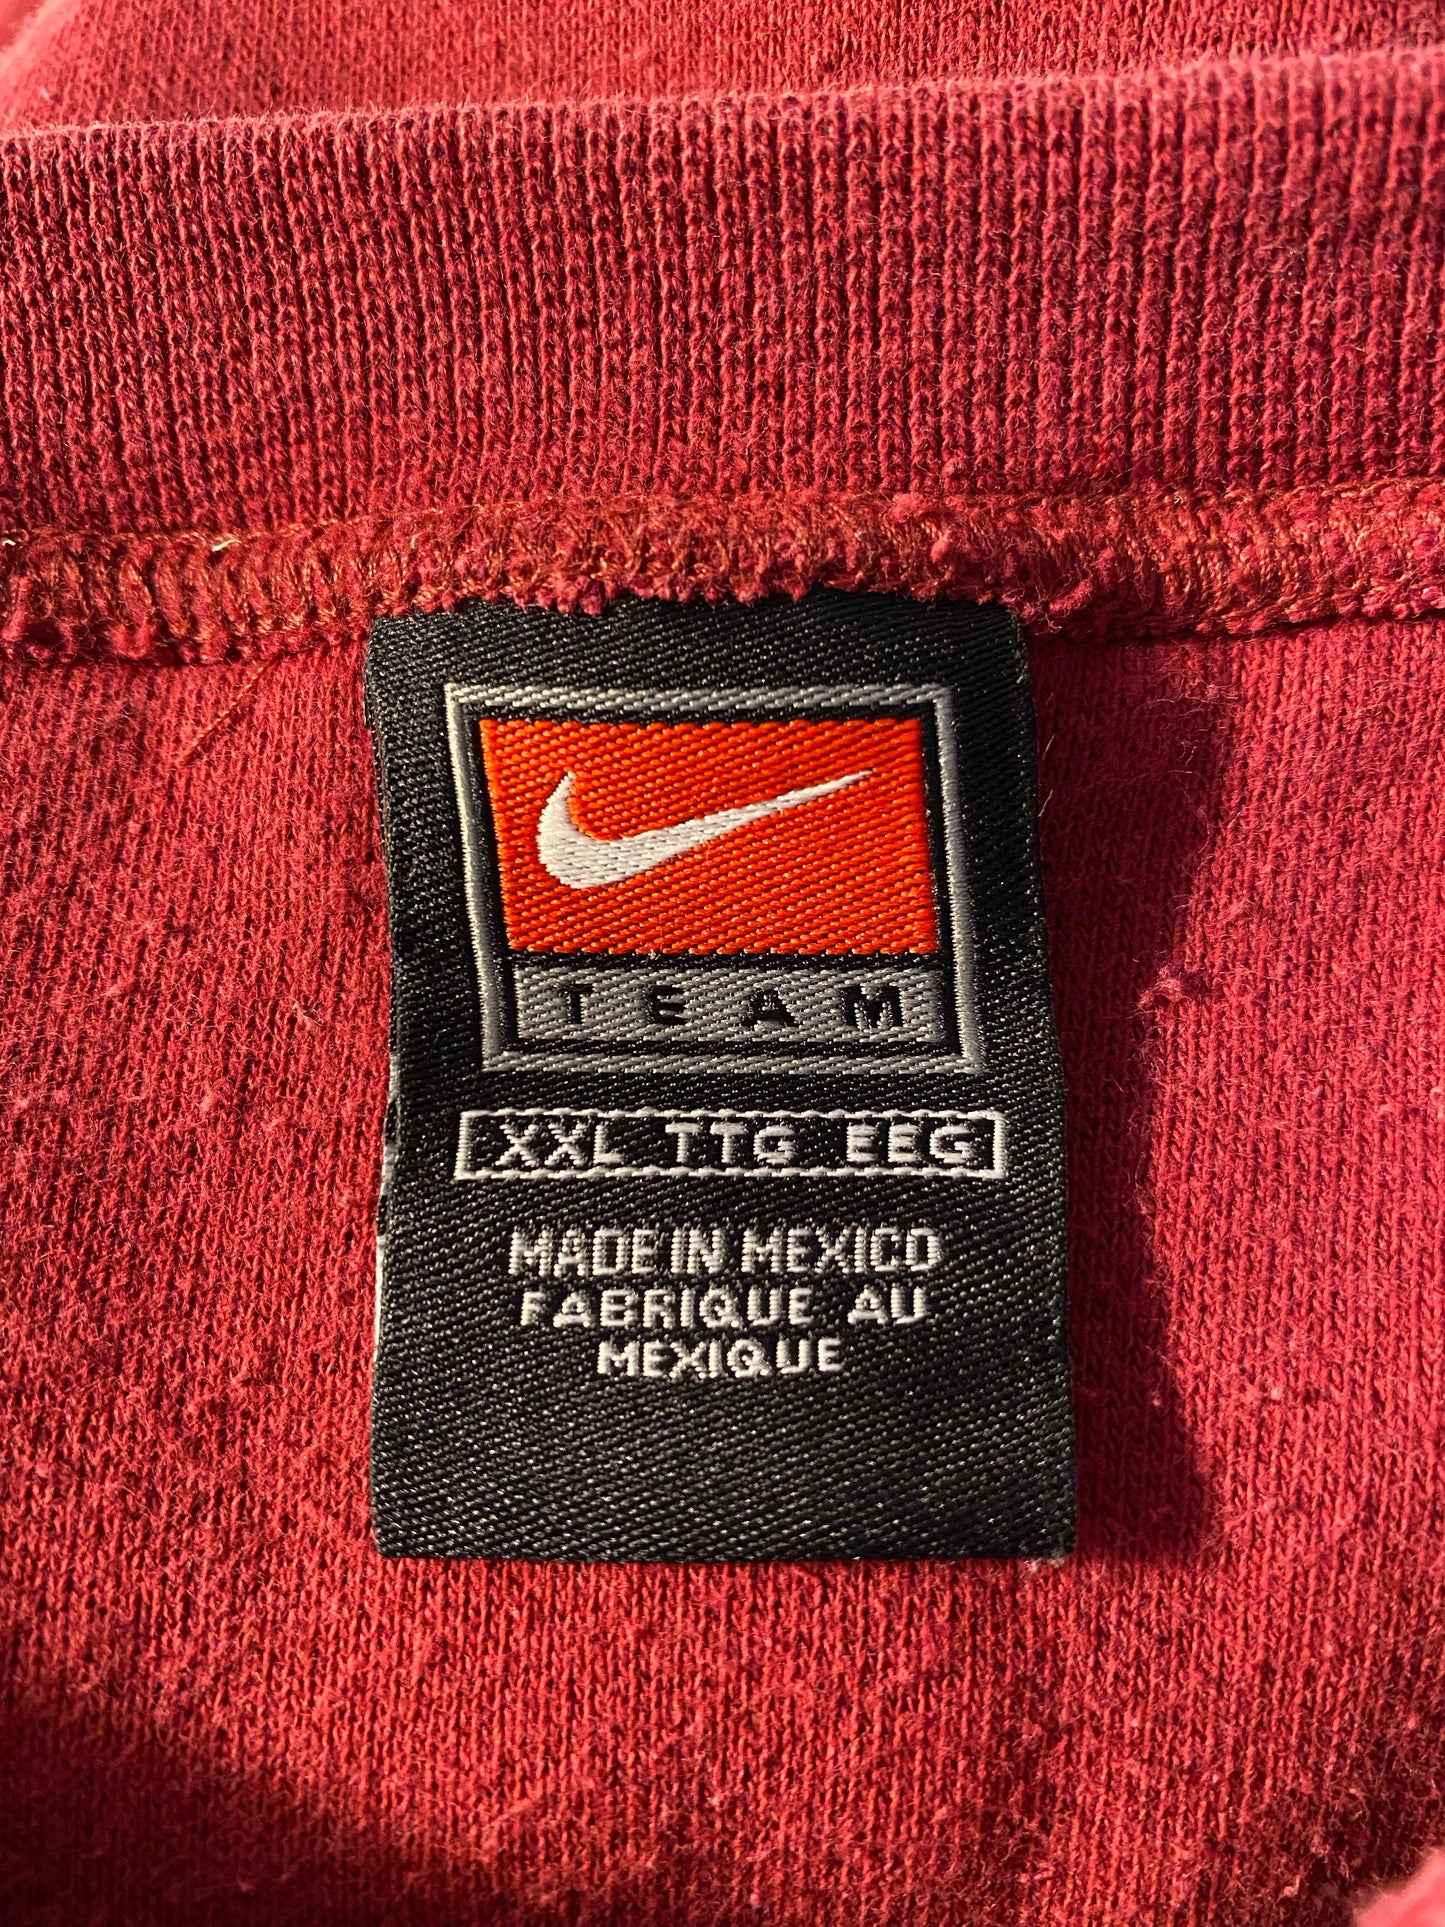 TEAM
XXL TTG EEG
MADE IN MEXICO
FABRIQUE AU
MEXIQUE